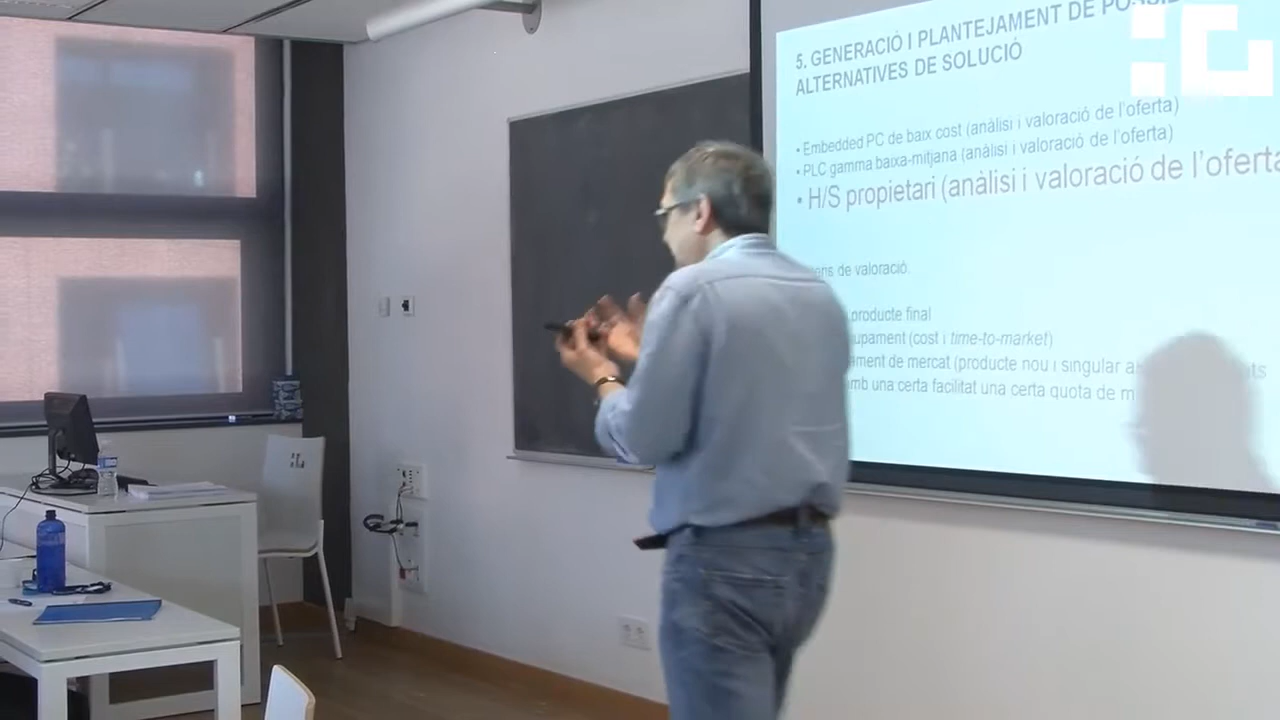 5. GENERACIÓ I PLANTEJAMENT DE
ALTERNATIVES DE SOLUCIÓ
• Embedded PC de baix cost (anàlisi i valoració de l'oferta)
• PLC gamma baixa-mitjana (anàlisi i valoració de l'oferta)
• H/S propietari (anàlisi i valoració de l'oferta
de valoració
producte final
(cost i time-to-market)
de mercat (producte nou i singular
amb una certa facilitat una certa quota de